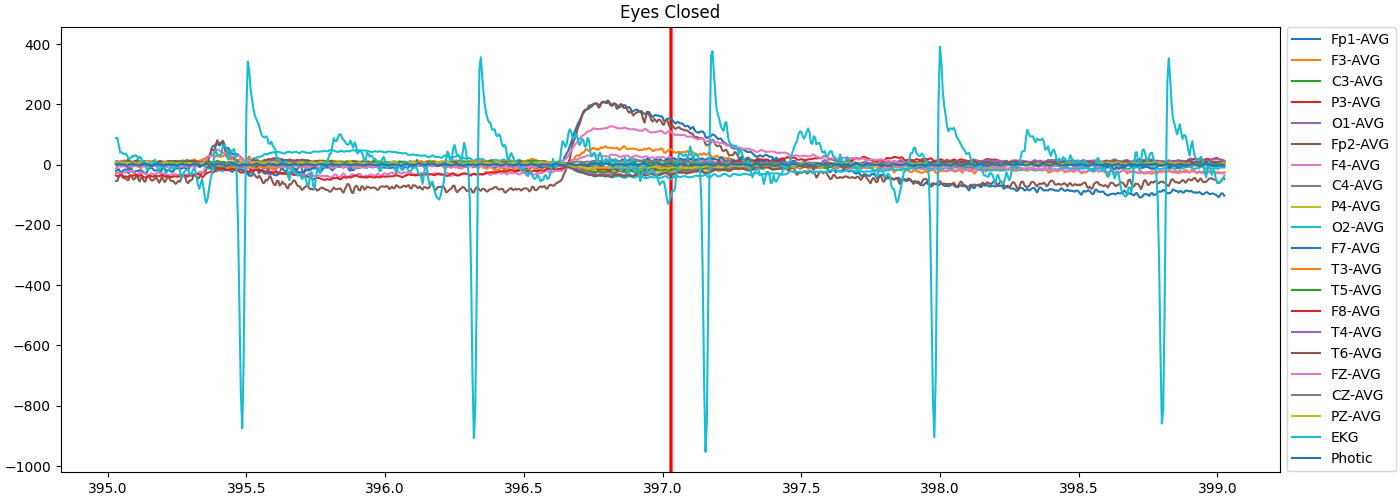 Eyes Closed
400
200
0
−200
−400
−600
−800
−1000
395.0 395.5 396.0 396.5 397.0 397.5 398.0 398.5 399.0
Fp1-AVG
F3-AVG
C3-AVG
P3-AVG
O1-AVG
Fp2-AVG
F4-AVG
C4-AVG
P4-AVG
O2-AVG
F7-AVG
T3-AVG
T5-AVG
F8-AVG
T4-AVG
T6-AVG
FZ-AVG
CZ-AVG
PZ-AVG
EKG
Photic